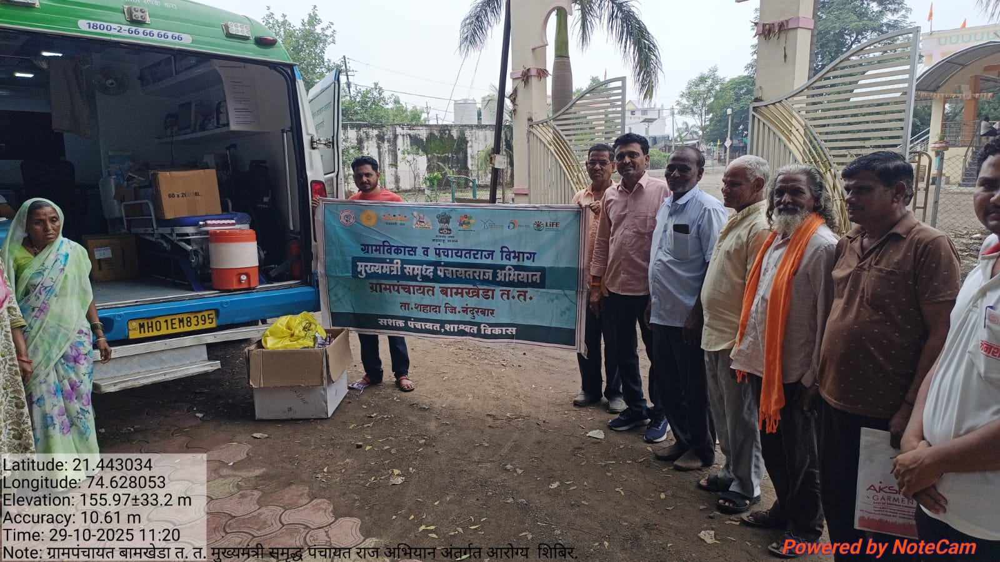 1800-2-66 66 66 66
60 x 200 ML.
MH01EM8395
LiFE
महाराष्ट्र शासन
ग्रामविकास व पंचायतराज विभाग
मुख्यमंत्री समृध्द पंचायतराज अभियान
ग्रामपंचायत बामखेडा त.त.
ता.शहादा जि.नंदुरबार
सशक्त पंचायत,शाश्वत विकास
GARMEN
Latitude: 21.443034
Longitude: 74.628053
Elevation: 155.97±33.2 m
Accuracy: 10.61 m
Time: 29-10-2025 11:20
Note: ग्रामपंचायत बामखेडा त. त. मुख्यमंत्री समृद्ध पंचायत राज अभियान अंतर्गत आरोग्य शिबिर.
Powered by NoteCam